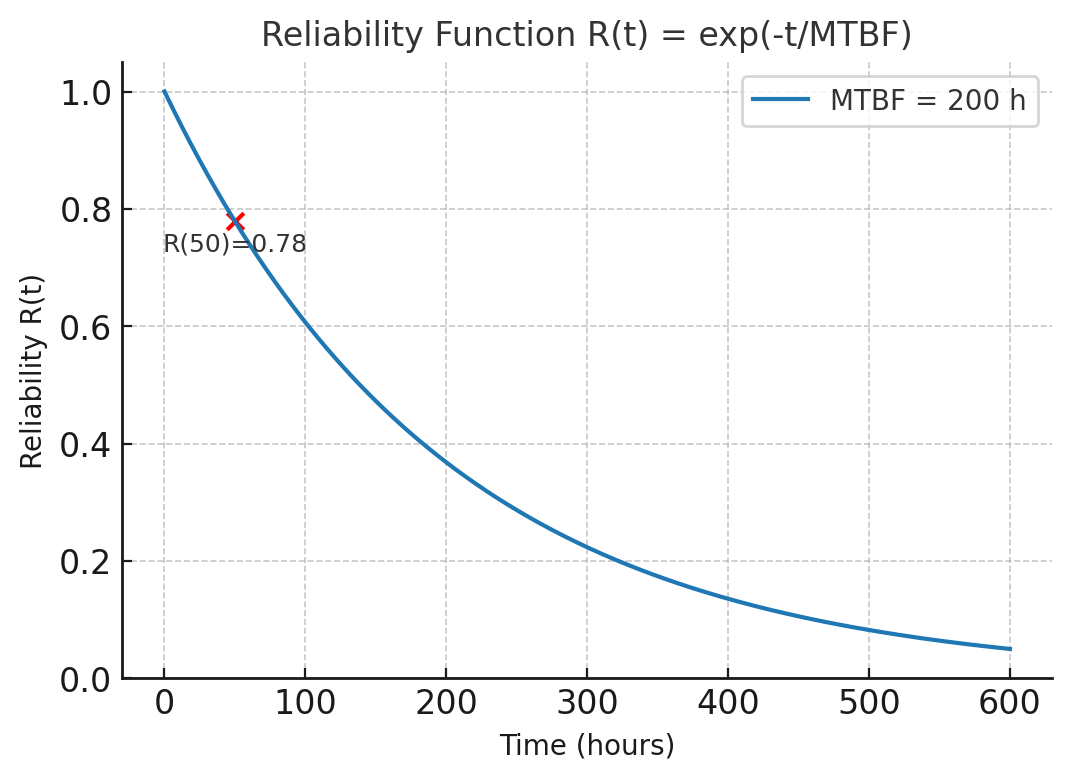 Reliability Function R(t) = exp(-t/MTBF)
MTBF = 200 h
1.0
0.8
0.6
0.4
0.2
0.0
R(50)=0.78
Reliability R(t)
0 100 200 300 400 500 600
Time (hours)